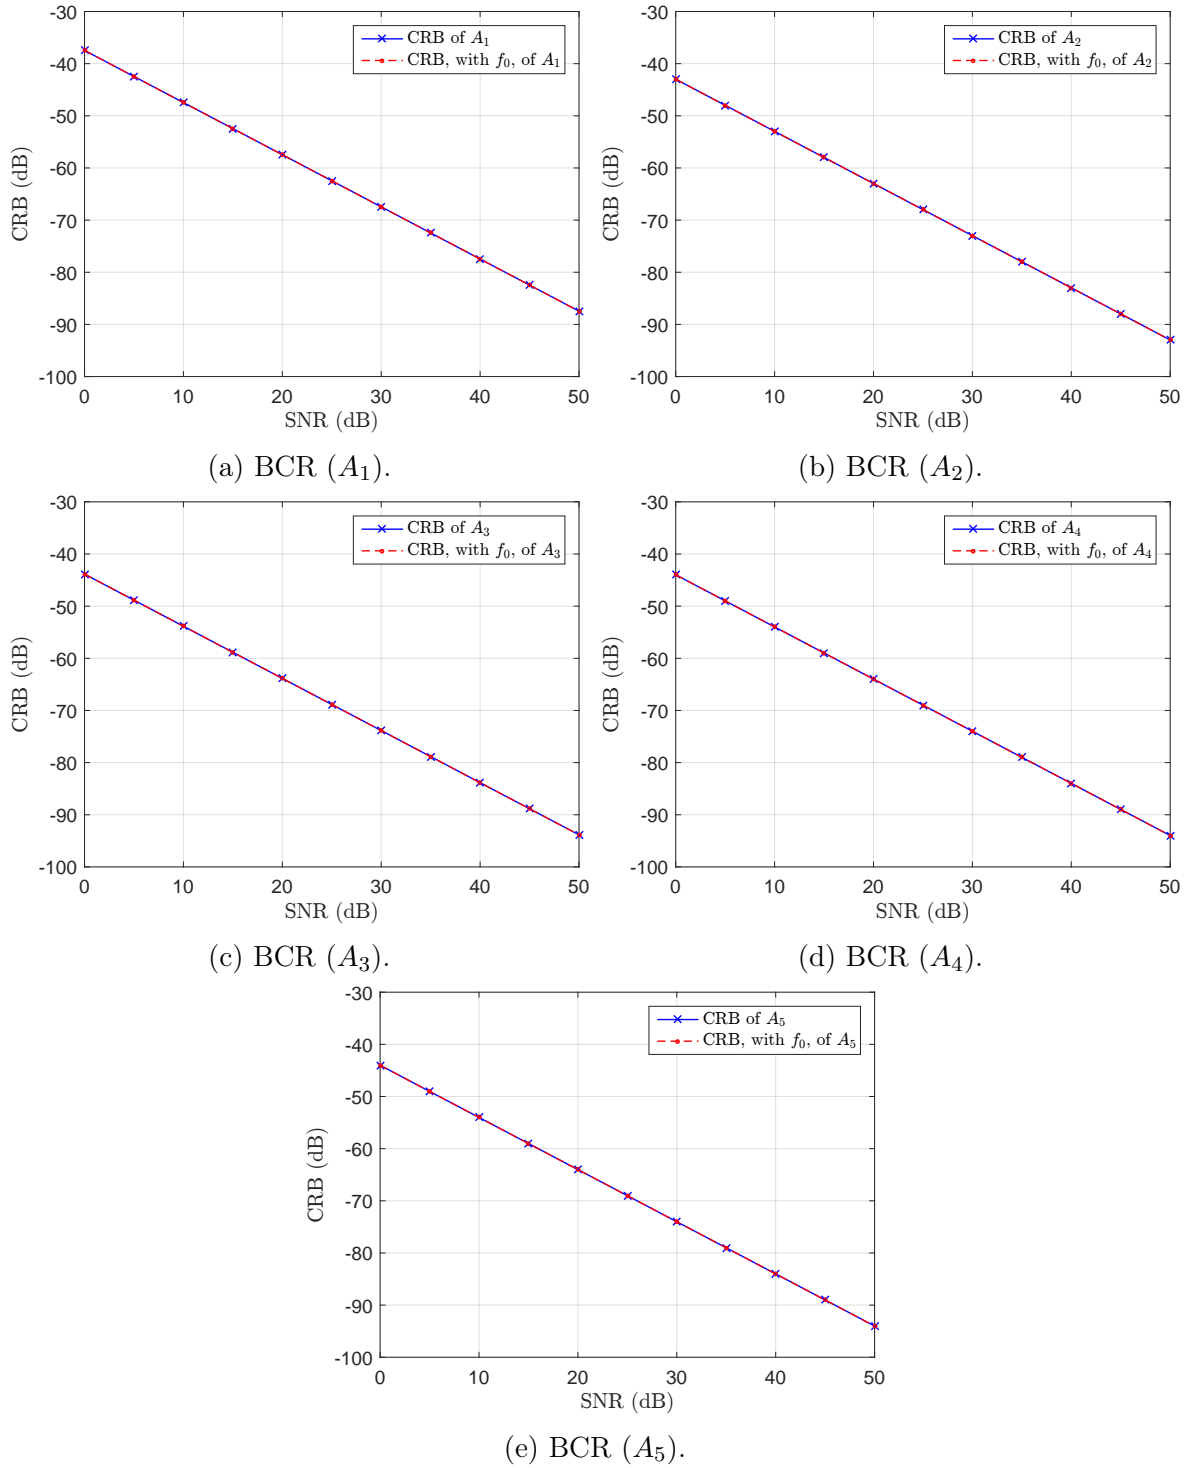 -30
-40
-50
-60
-70
-80
-90
-100
CRB (dB)
CRB of A₁
CRB, with f₀, of A₁
0 10 20 30 40 50
SNR (dB)
(a) BCR (A₁).
-30
-40
-50
-60
-70
-80
-90
-100
CRB (dB)
CRB of A₂
CRB, with f₀, of A₂
0 10 20 30 40 50
SNR (dB)
(b) BCR (A₂).
-30
-40
-50
-60
-70
-80
-90
-100
CRB (dB)
CRB of A₃
CRB, with f₀, of A₃
0 10 20 30 40 50
SNR (dB)
(c) BCR (A₃).
-30
-40
-50
-60
-70
-80
-90
-100
CRB (dB)
CRB of A₄
CRB, with f₀, of A₄
0 10 20 30 40 50
SNR (dB)
(d) BCR (A₄).
-30
-40
-50
-60
-70
-80
-90
-100
CRB (dB)
CRB of A₅
CRB, with f₀, of A₅
0 10 20 30 40 50
SNR (dB)
(e) BCR (A₅).